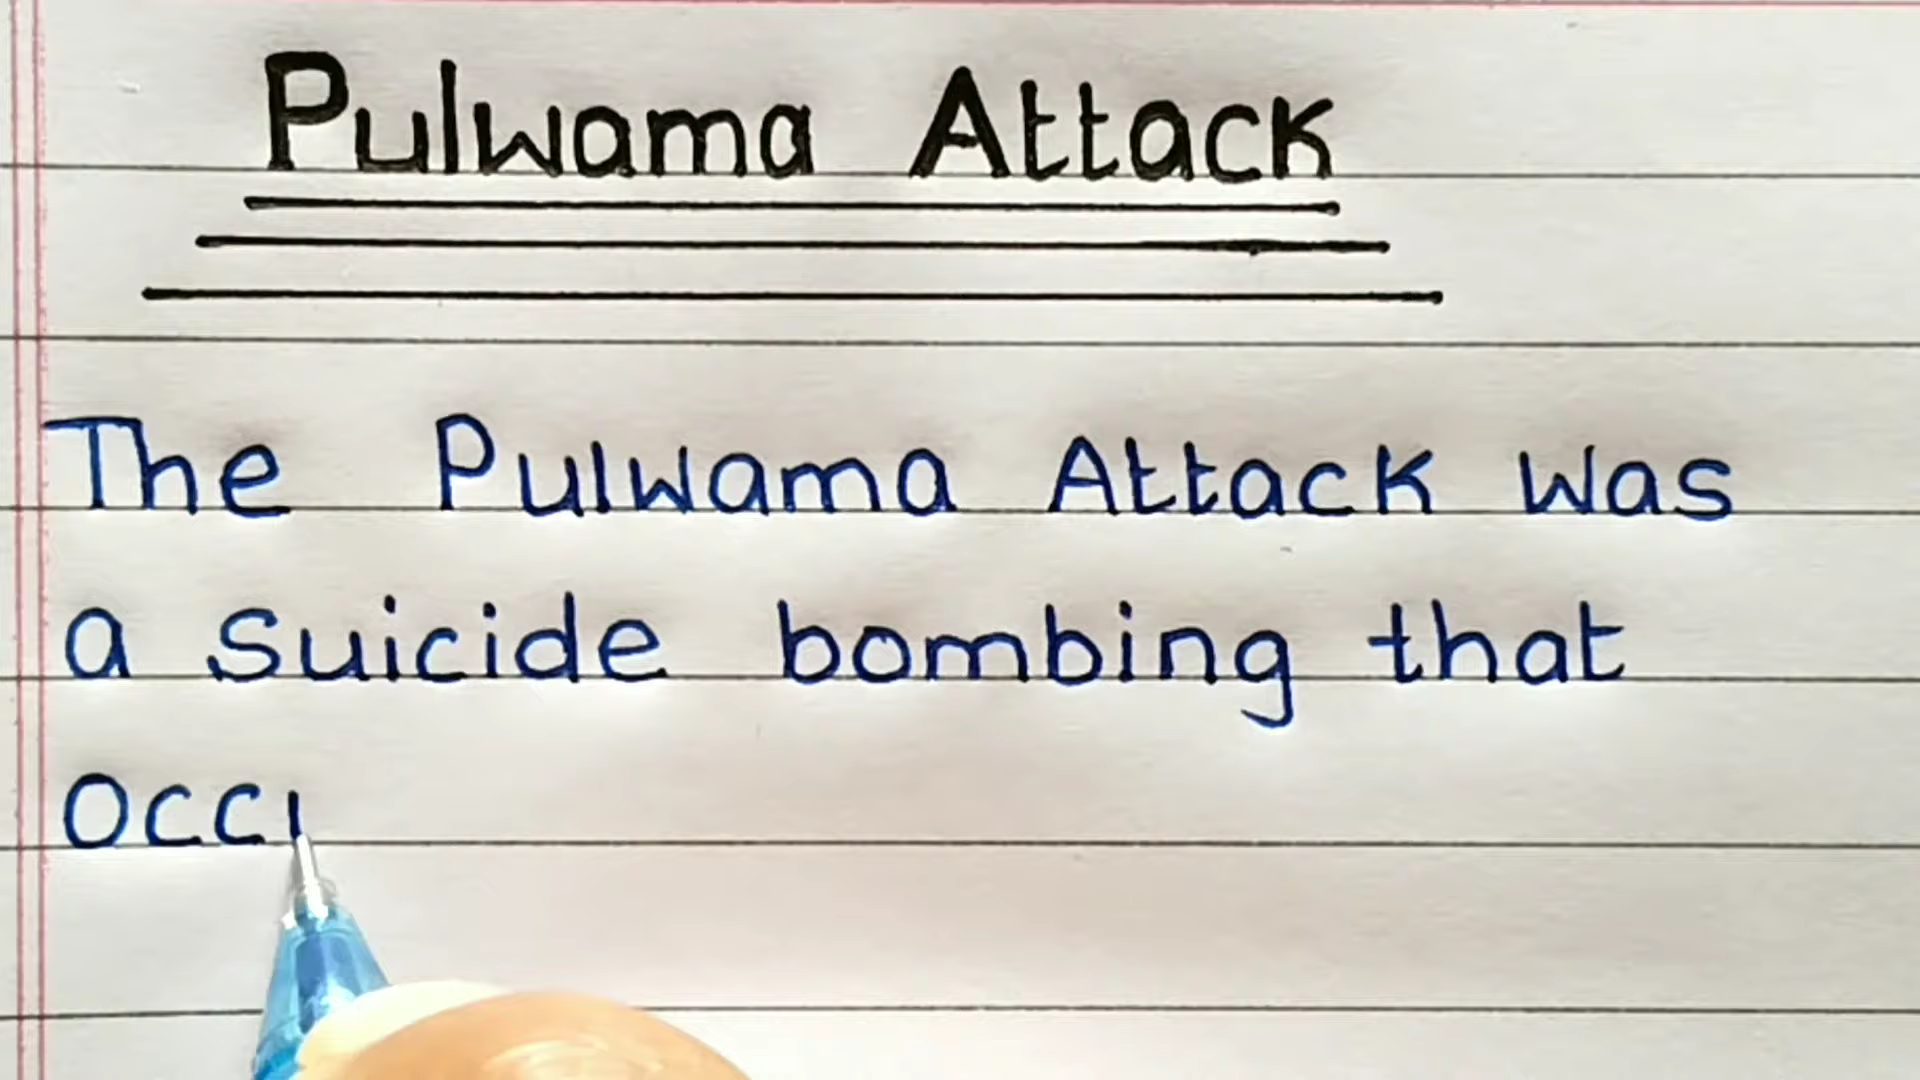 Pulwama Attack
The Pulwama Attack was
a suicide bombing that